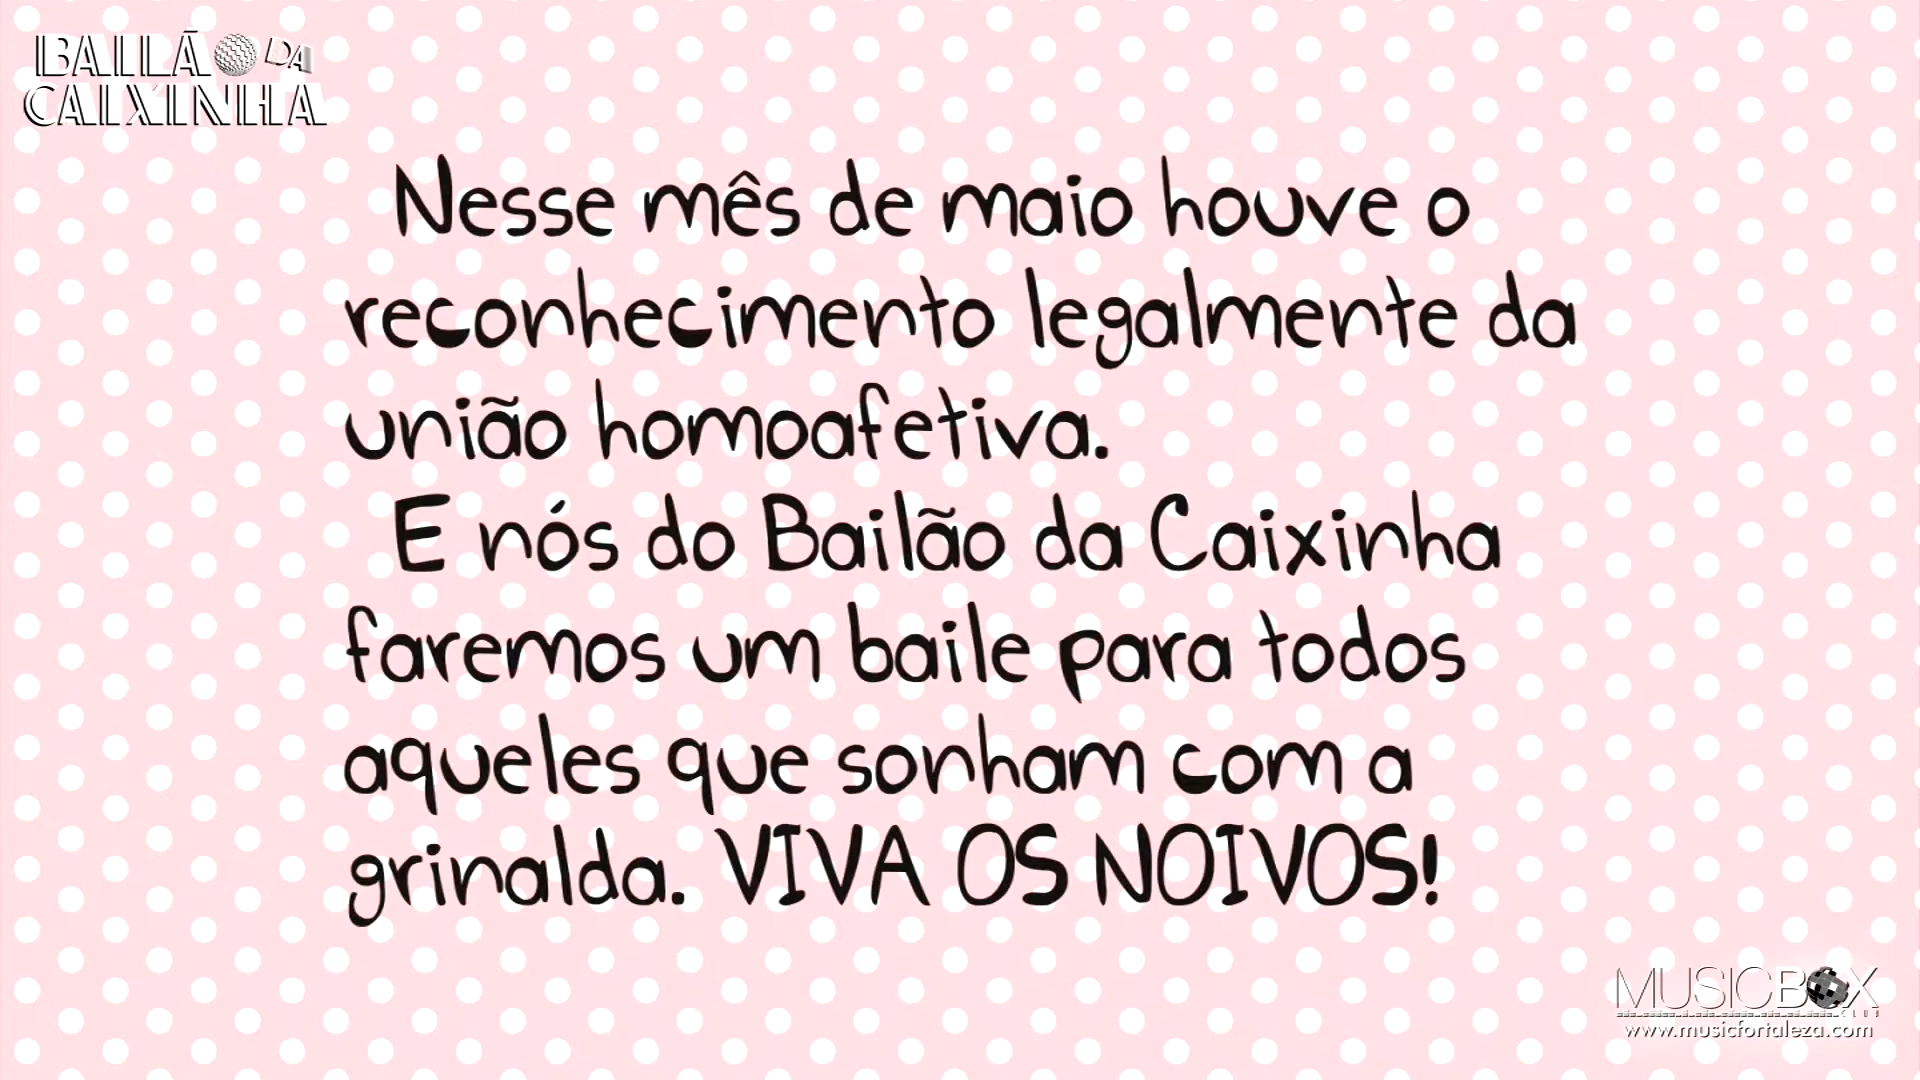 BAILÃO DA
CAIXINHA
Nesse mês de maio houve o
reconhecimento legalmente da
união homoafetiva.
E nós do Bailão da Caixinha
faremos um baile para todos
aqueles que sonham com a
grinalda. VIVA OS NOIVOS!
MUSICBOX
CLUB
www.musicfortaleza.com